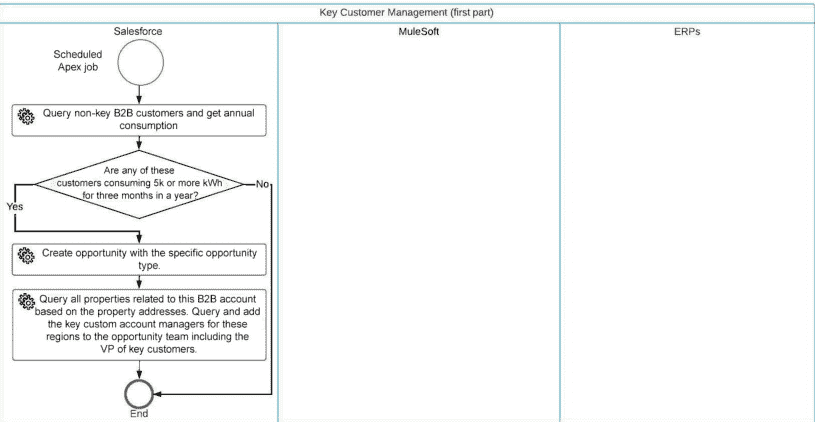 Key Customer Management (first part)
Salesforce
MuleSoft
ERPs
Scheduled
Apex job
Query non-key B2B customers and get annual
consumption
Are any of these
customers consuming 5k or more kWh
for three months in a year?
No
Yes
Create opportunity with the specific opportunity
type.
Query all properties related to this B2B account
based on the property addresses. Query and add
the key custom account managers for these
regions to the opportunity team including the
VP of key customers.
End